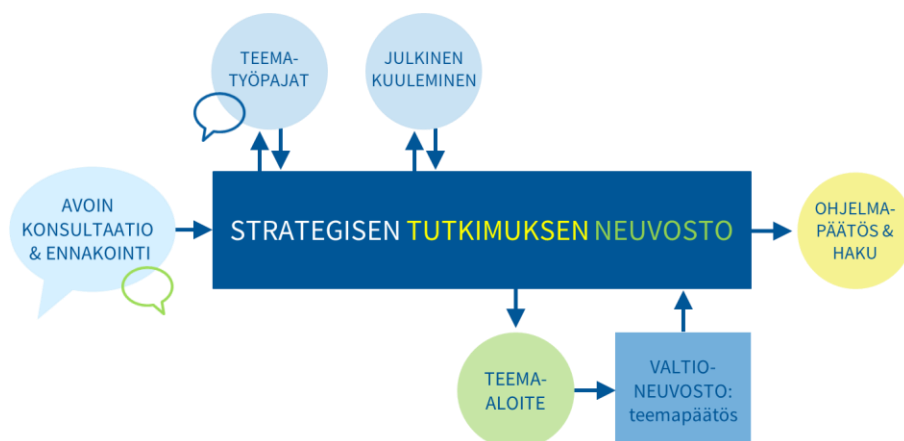 TEEMA-
TYÖPAJAT
JULKINEN
KUULEMINEN
AVOIN
KONSULTAATIO
& ENNAKOINTI
STRATEGISEN TUTKIMUKSEN NEUVOSTO
OHJELMA-
PÄÄTÖS &
HAKU
TEEMA-
ALOITE
VALTIO-
NEUVOSTO:
teemapäätös